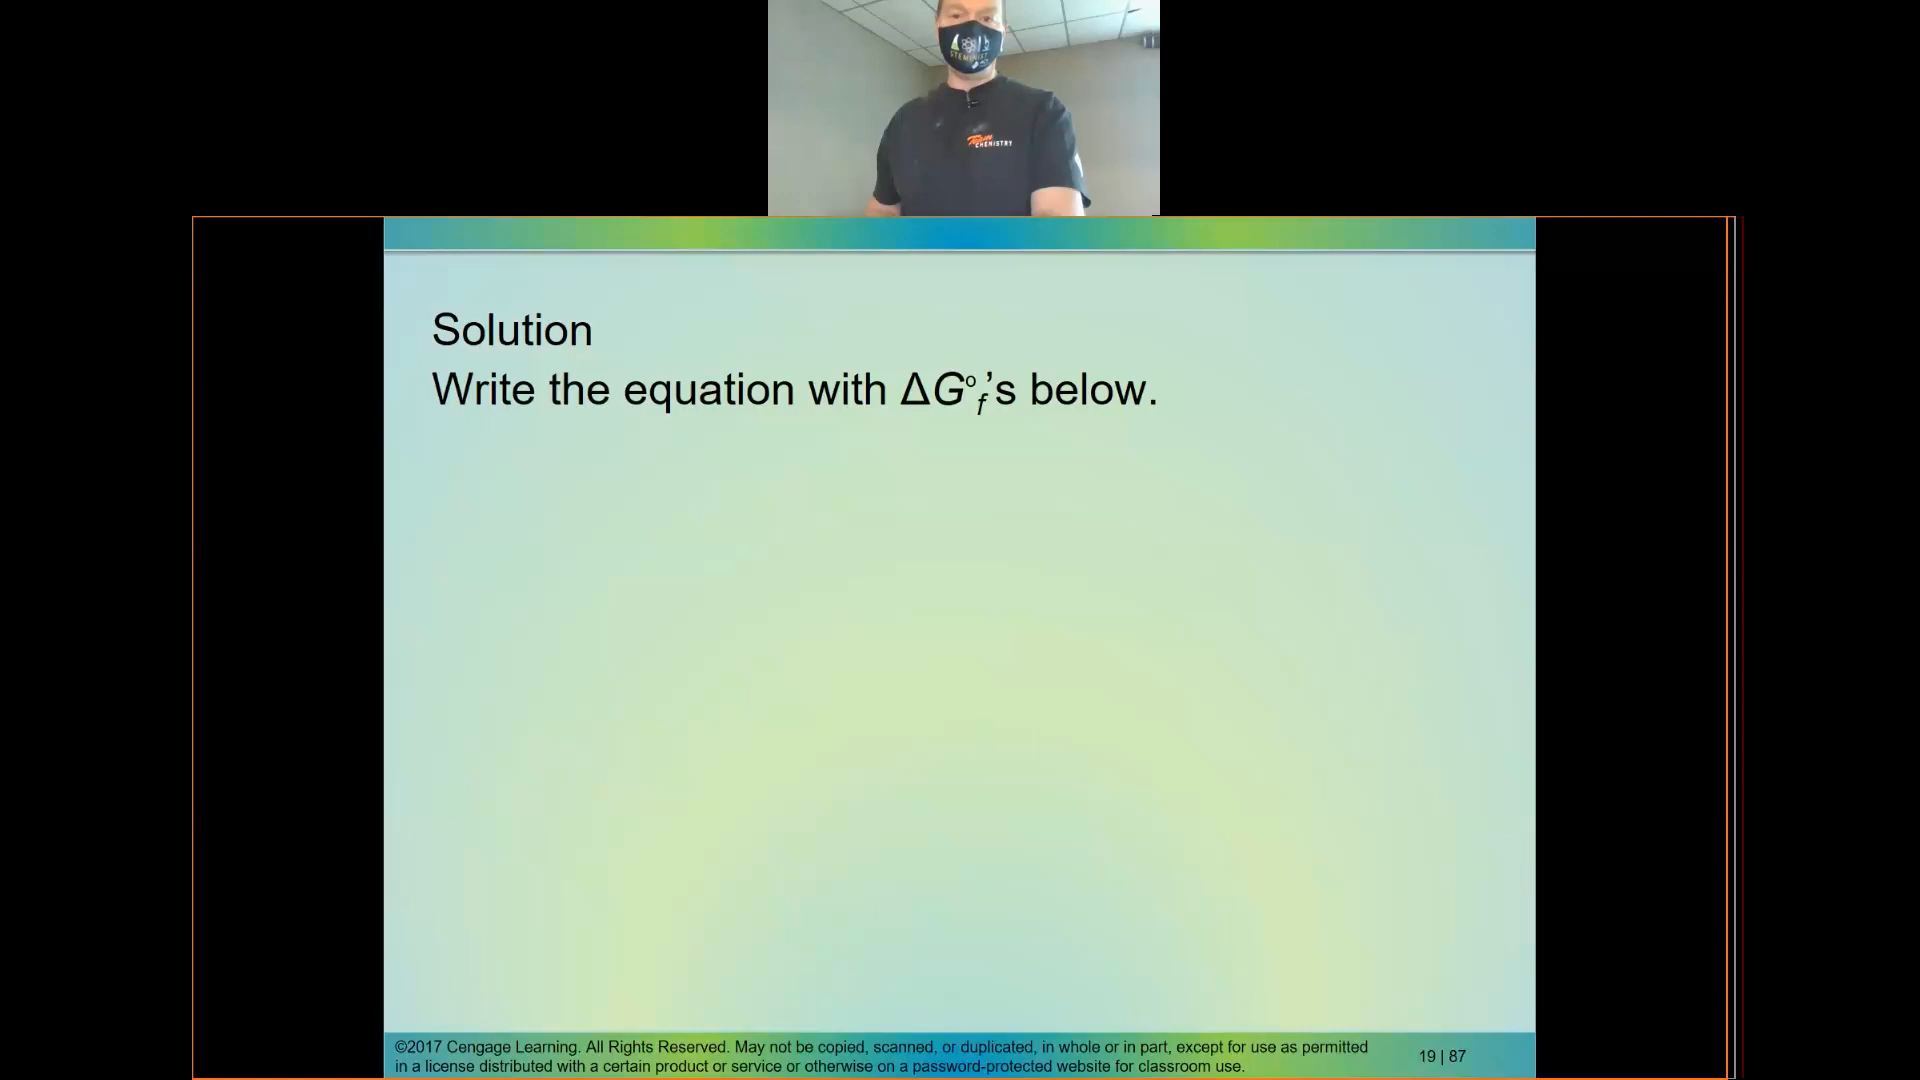 STEMINIST
Team
CHEMISTRY
Solution
Write the equation with ΔG°f’s below.
©2017 Cengage Learning. All Rights Reserved. May not be copied, scanned, or duplicated, in whole or in part, except for use as permitted
in a license distributed with a certain product or service or otherwise on a password-protected website for classroom use.
19 | 87